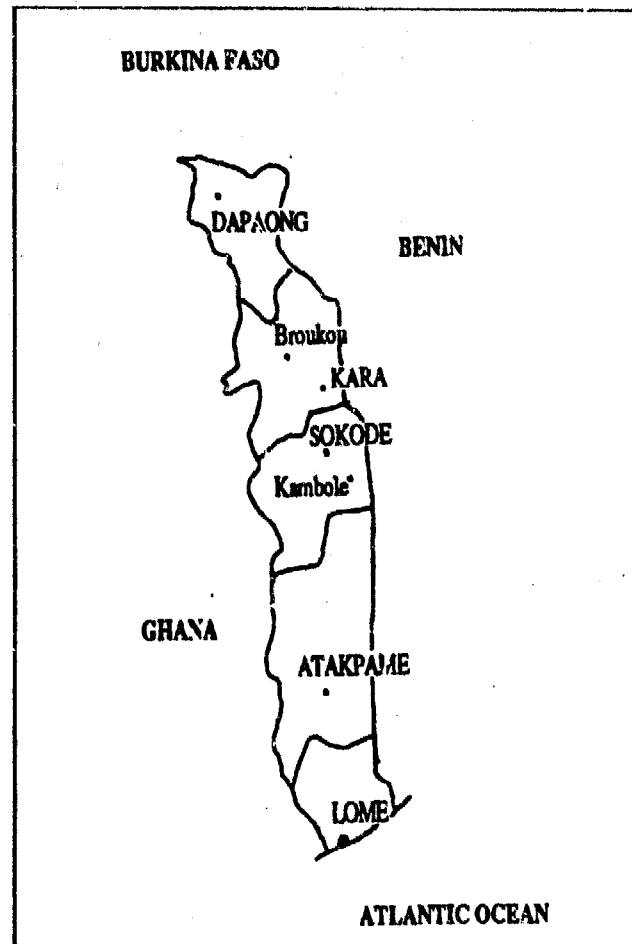 BURKINA FASO
DAPAONG
BENIN
Broukou
KARA
SOKODE
Kambole
GHANA
ATAKPAME
LOME
ATLANTIC OCEAN